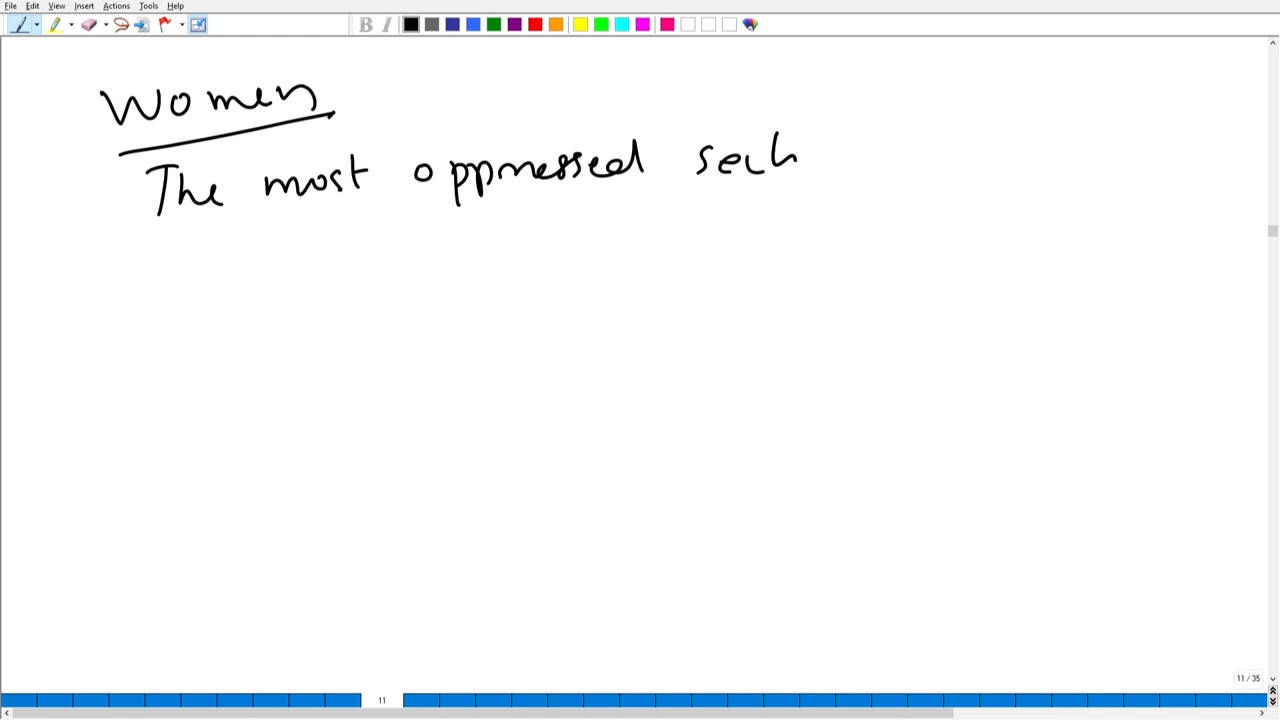 File Edit View Insert Actions Tools Help
B I
Women
The most oppressed
11 / 35
11